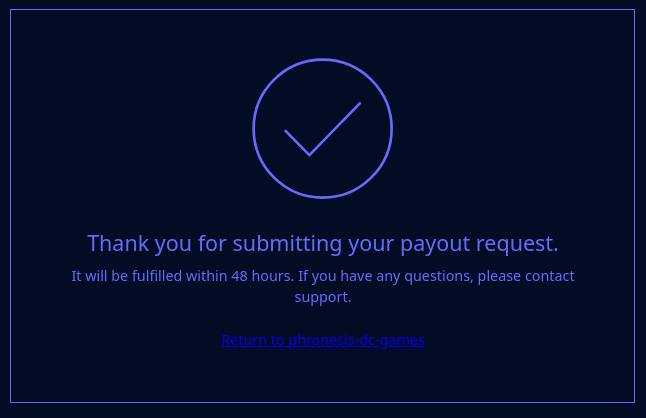 Thank you for submitting your payout request.
It will be fulfilled within 48 hours. If you have any questions, please contact
support.
Return to phronesis-dc-games